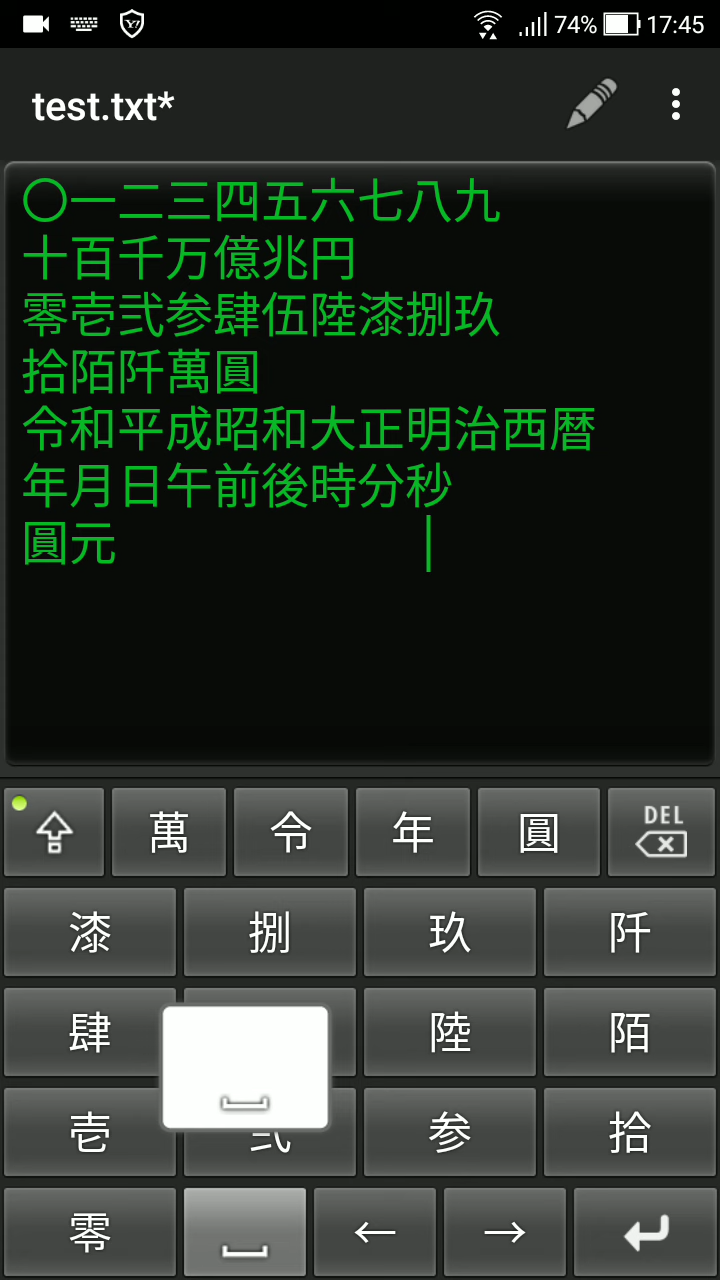 74% 17:45
test.txt*
〇一二三四五六七八九
十百千万億兆円
零壱弐参肆伍陸漆捌玖
拾陌阡萬圓
令和平成昭和大正明治西暦
年月日午前後時分秒
圓元
萬 令 年 圓 DEL
漆 捌 玖 阡
肆 陸 陌
壱 弐 参 拾
零 ← →